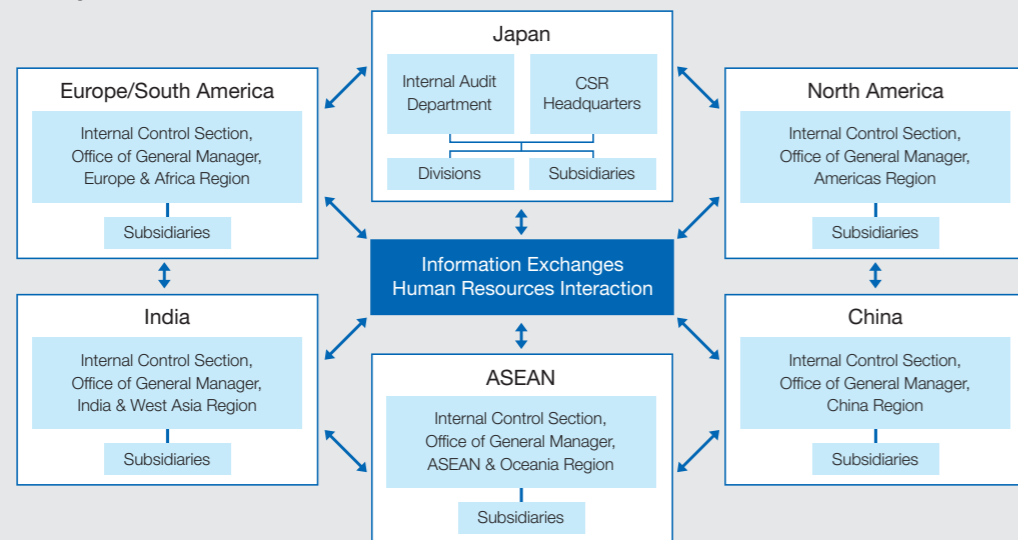 Japan
Internal Audit
Department
CSR
Headquarters
Divisions
Subsidiaries
Europe/South America
Internal Control Section,
Office of General Manager,
Europe & Africa Region
Subsidiaries
North America
Internal Control Section,
Office of General Manager,
Americas Region
Subsidiaries
Information Exchanges
Human Resources Interaction
India
Internal Control Section,
Office of General Manager,
India & West Asia Region
Subsidiaries
ASEAN
Internal Control Section,
Office of General Manager,
ASEAN & Oceania Region
Subsidiaries
China
Internal Control Section,
Office of General Manager,
China Region
Subsidiaries